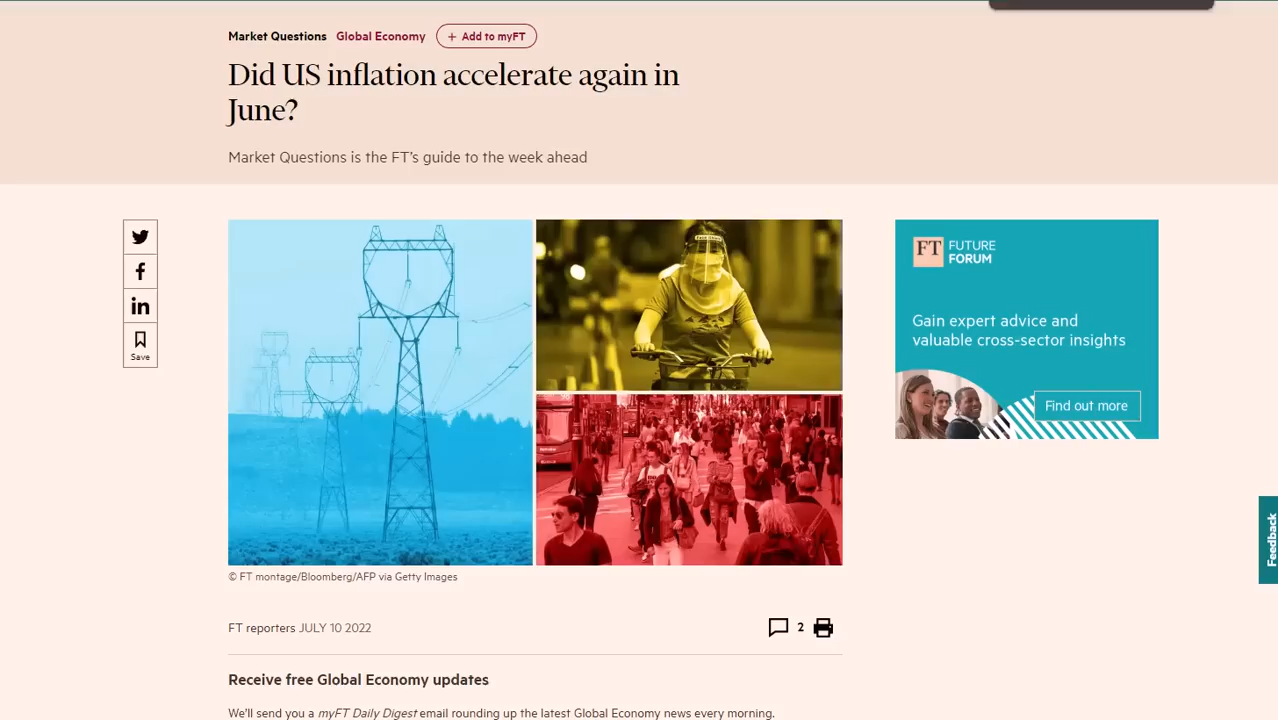 Market Questions Global Economy + Add to myFT
Did US inflation accelerate again in
June?
Market Questions is the FT's guide to the week ahead
Save
FT FUTURE
FORUM
Gain expert advice and
valuable cross-sector insights
Find out more
Feedback
© FT montage/Bloomberg/AFP via Getty Images
FT reporters JULY 10 2022
2
Receive free Global Economy updates
We'll send you a myFT Daily Digest email rounding up the latest Global Economy news every morning.